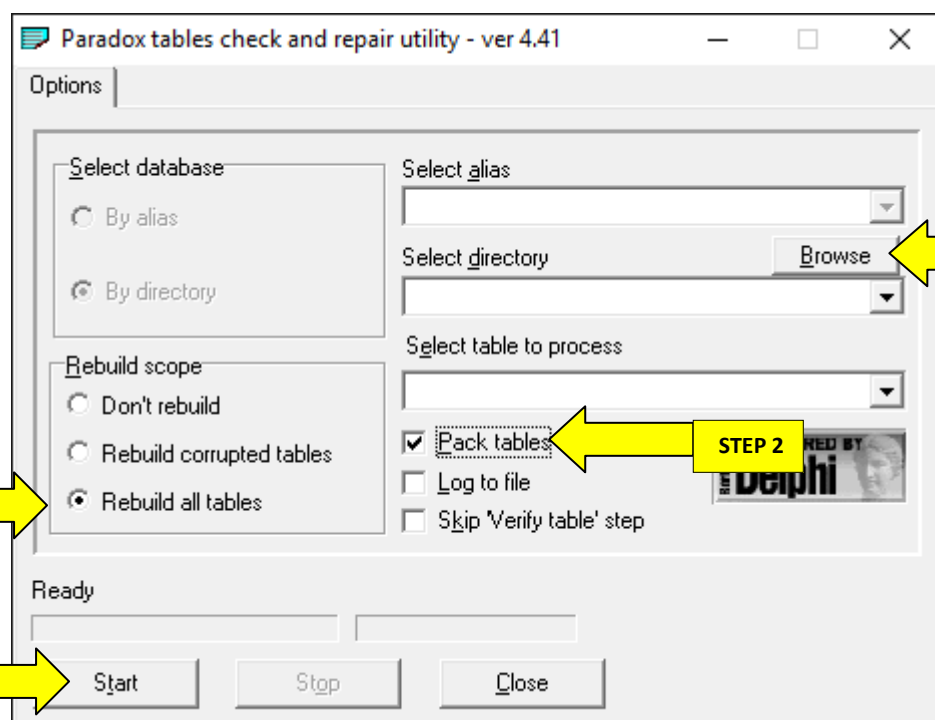 Paradox tables check and repair utility - ver 4.41
Options
Select database
By alias
By directory
Select alias
Select directory
Browse
Select table to process
Rebuild scope
Don't rebuild
Rebuild corrupted tables
Rebuild all tables
Pack tables
STEP 2
Log to file
Skip 'Verify table' step
RED BY
Delphi
Ready
Start
Stop
Close